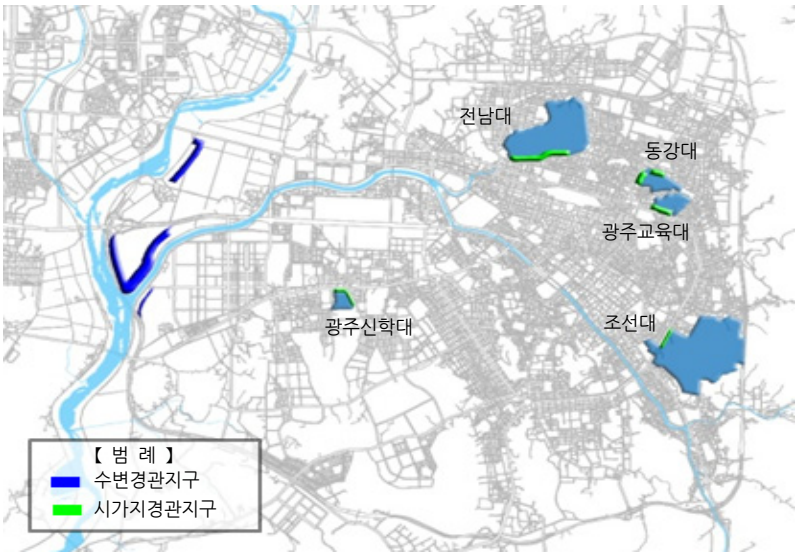 전남대
동강대
광주교육대
광주신학대
조선대
【 범 례 】
수변경관지구
시가지경관지구